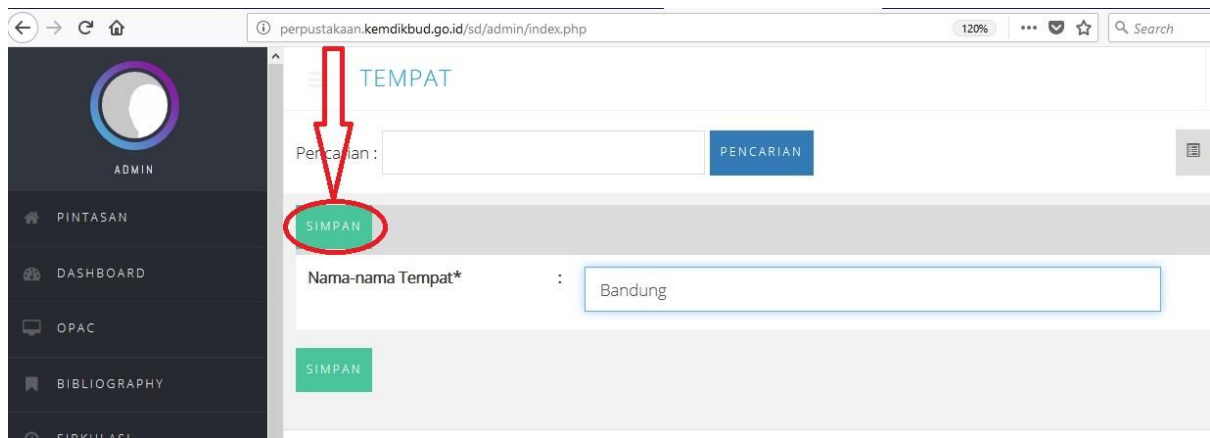 perpustakaan.kemdikbud.go.id/sd/admin/index.php
120%
Search
TEMPAT
Pencarian :
PENCARIAN
ADMIN
PINTASAN
SIMPAN
DASHBOARD
Nama-nama Tempat* :
Bandung
OPAC
SIMPAN
BIBLIOGRAPHY
SIRKULASI